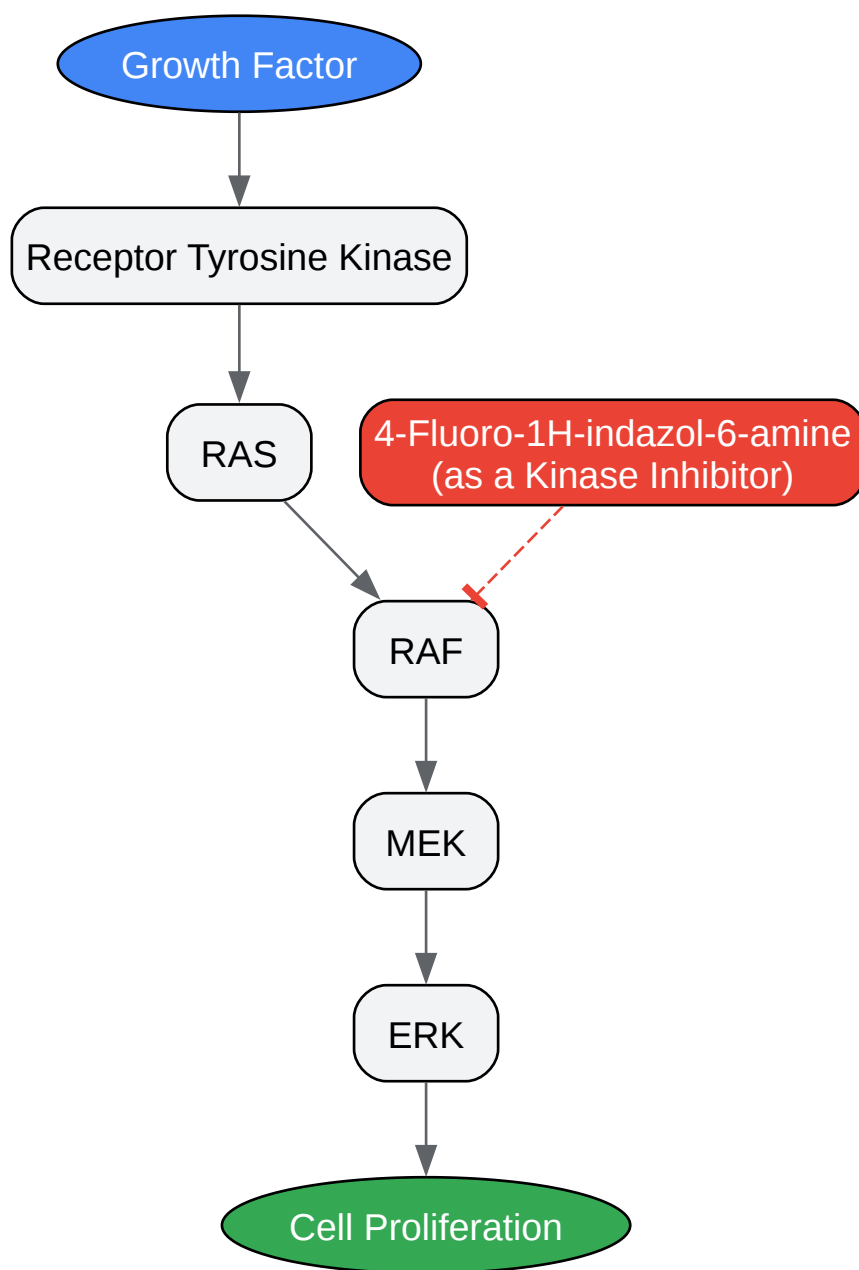 Growth Factor
Receptor Tyrosine Kinase
RAS
4-Fluoro-1H-indazol-6-amine
(as a Kinase Inhibitor)
RAF
MEK
ERK
Cell Proliferation